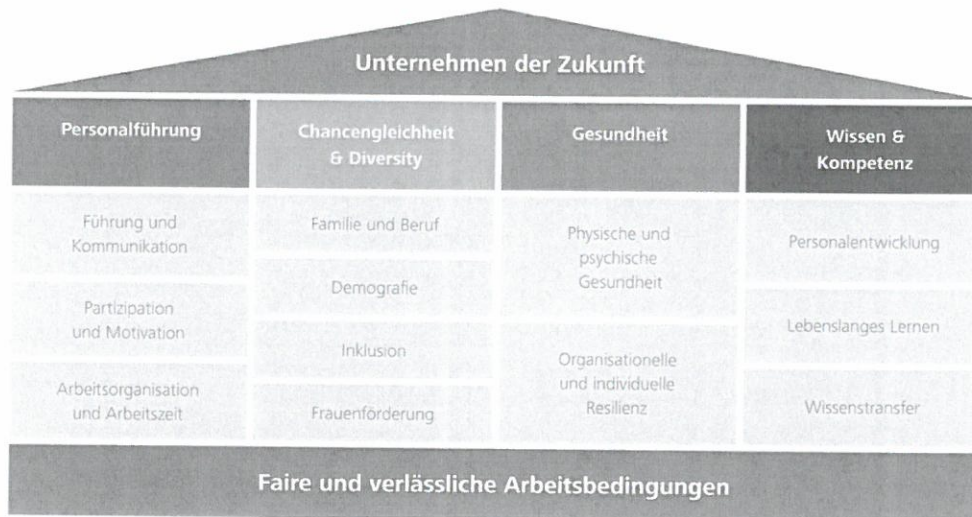 Unternehmen der Zukunft
Personalführung
Führung und
Kommunikation
Partizipation
und Motivation
Arbeitsorganisation
und Arbeitszeit
Chancengleichheit
& Diversity
Familie und Beruf
Demografie
Inklusion
Frauenförderung
Gesundheit
Physische und
psychische
Gesundheit
Organisationelle
und individuelle
Resilienz
Wissen &
Kompetenz
Personalentwicklung
Lebenslanges Lernen
Wissenstransfer
Faire und verlässliche Arbeitsbedingungen